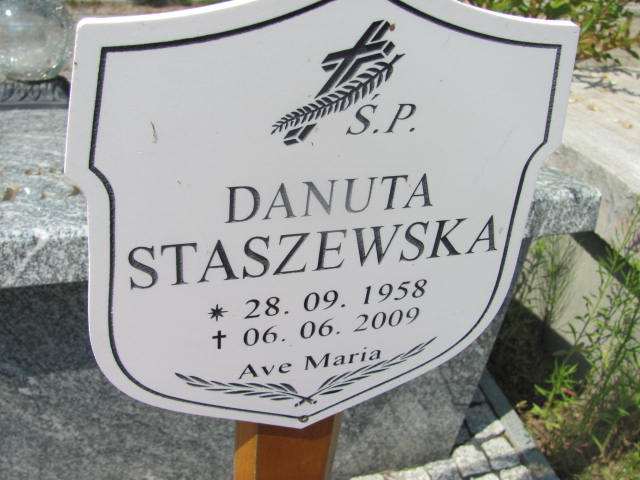 Ś.P.
DANUTA
STASZEWSKA
* 28. 09. 1958
† 06. 06. 2009
Ave Maria